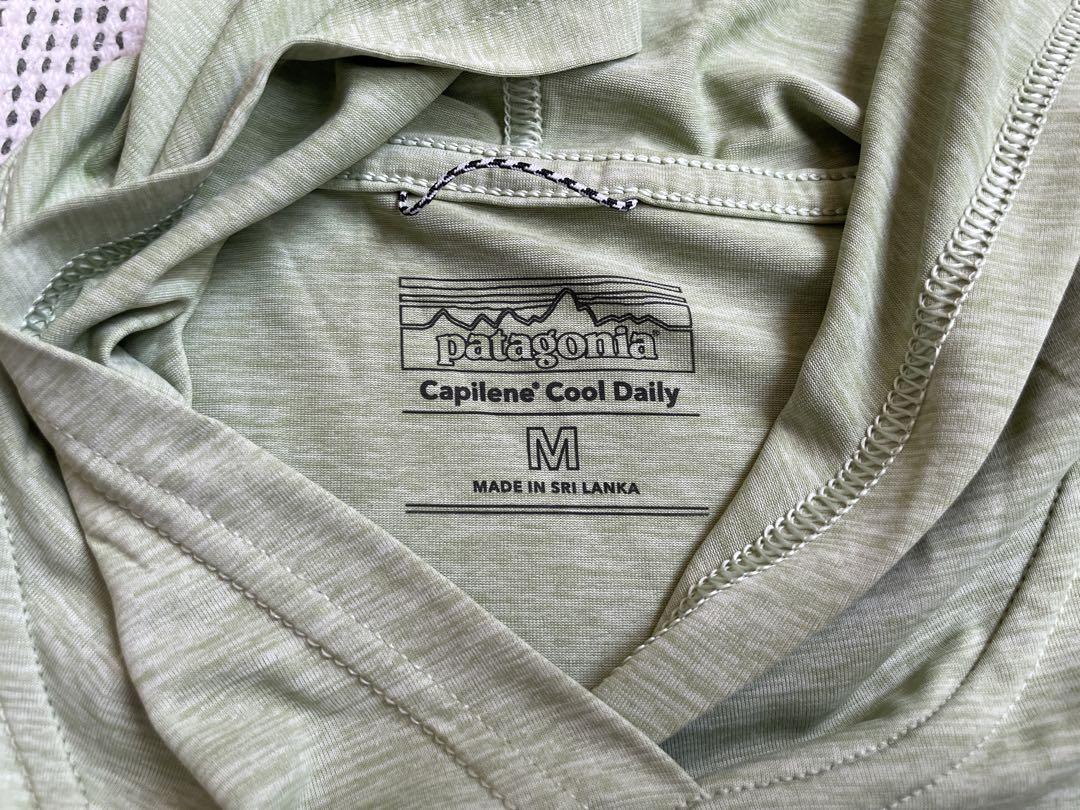 patagonia®
Capilene® Cool Daily
M
MADE IN SRI LANKA